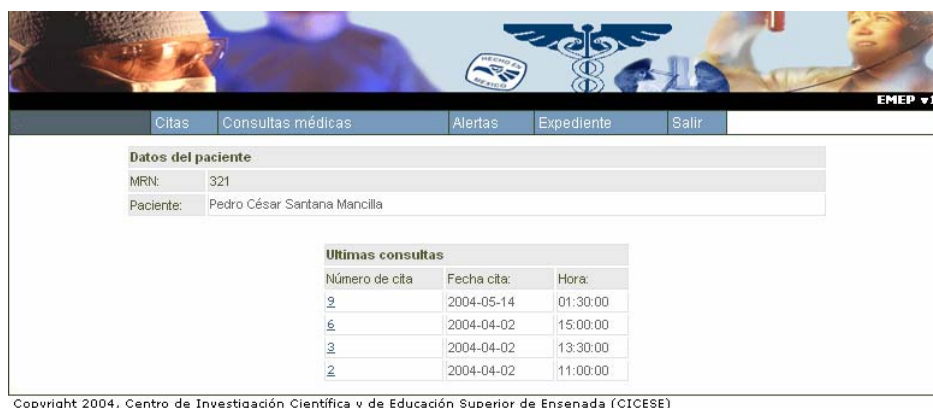 HECHO EN
MEXICO
EMEP
Citas Consultas médicas Alertas Expediente Salir
Datos del paciente
MRN: 321
Paciente: Pedro César Santana Mancilla
Ultimas consultas
Número de cita Fecha cita: Hora:
9 2004-05-14 01:30:00
6 2004-04-02 15:00:00
3 2004-04-02 13:30:00
2 2004-04-02 11:00:00
Copyright 2004, Centro de Investigación Científica y de Educación Superior de Ensenada (CICESE)